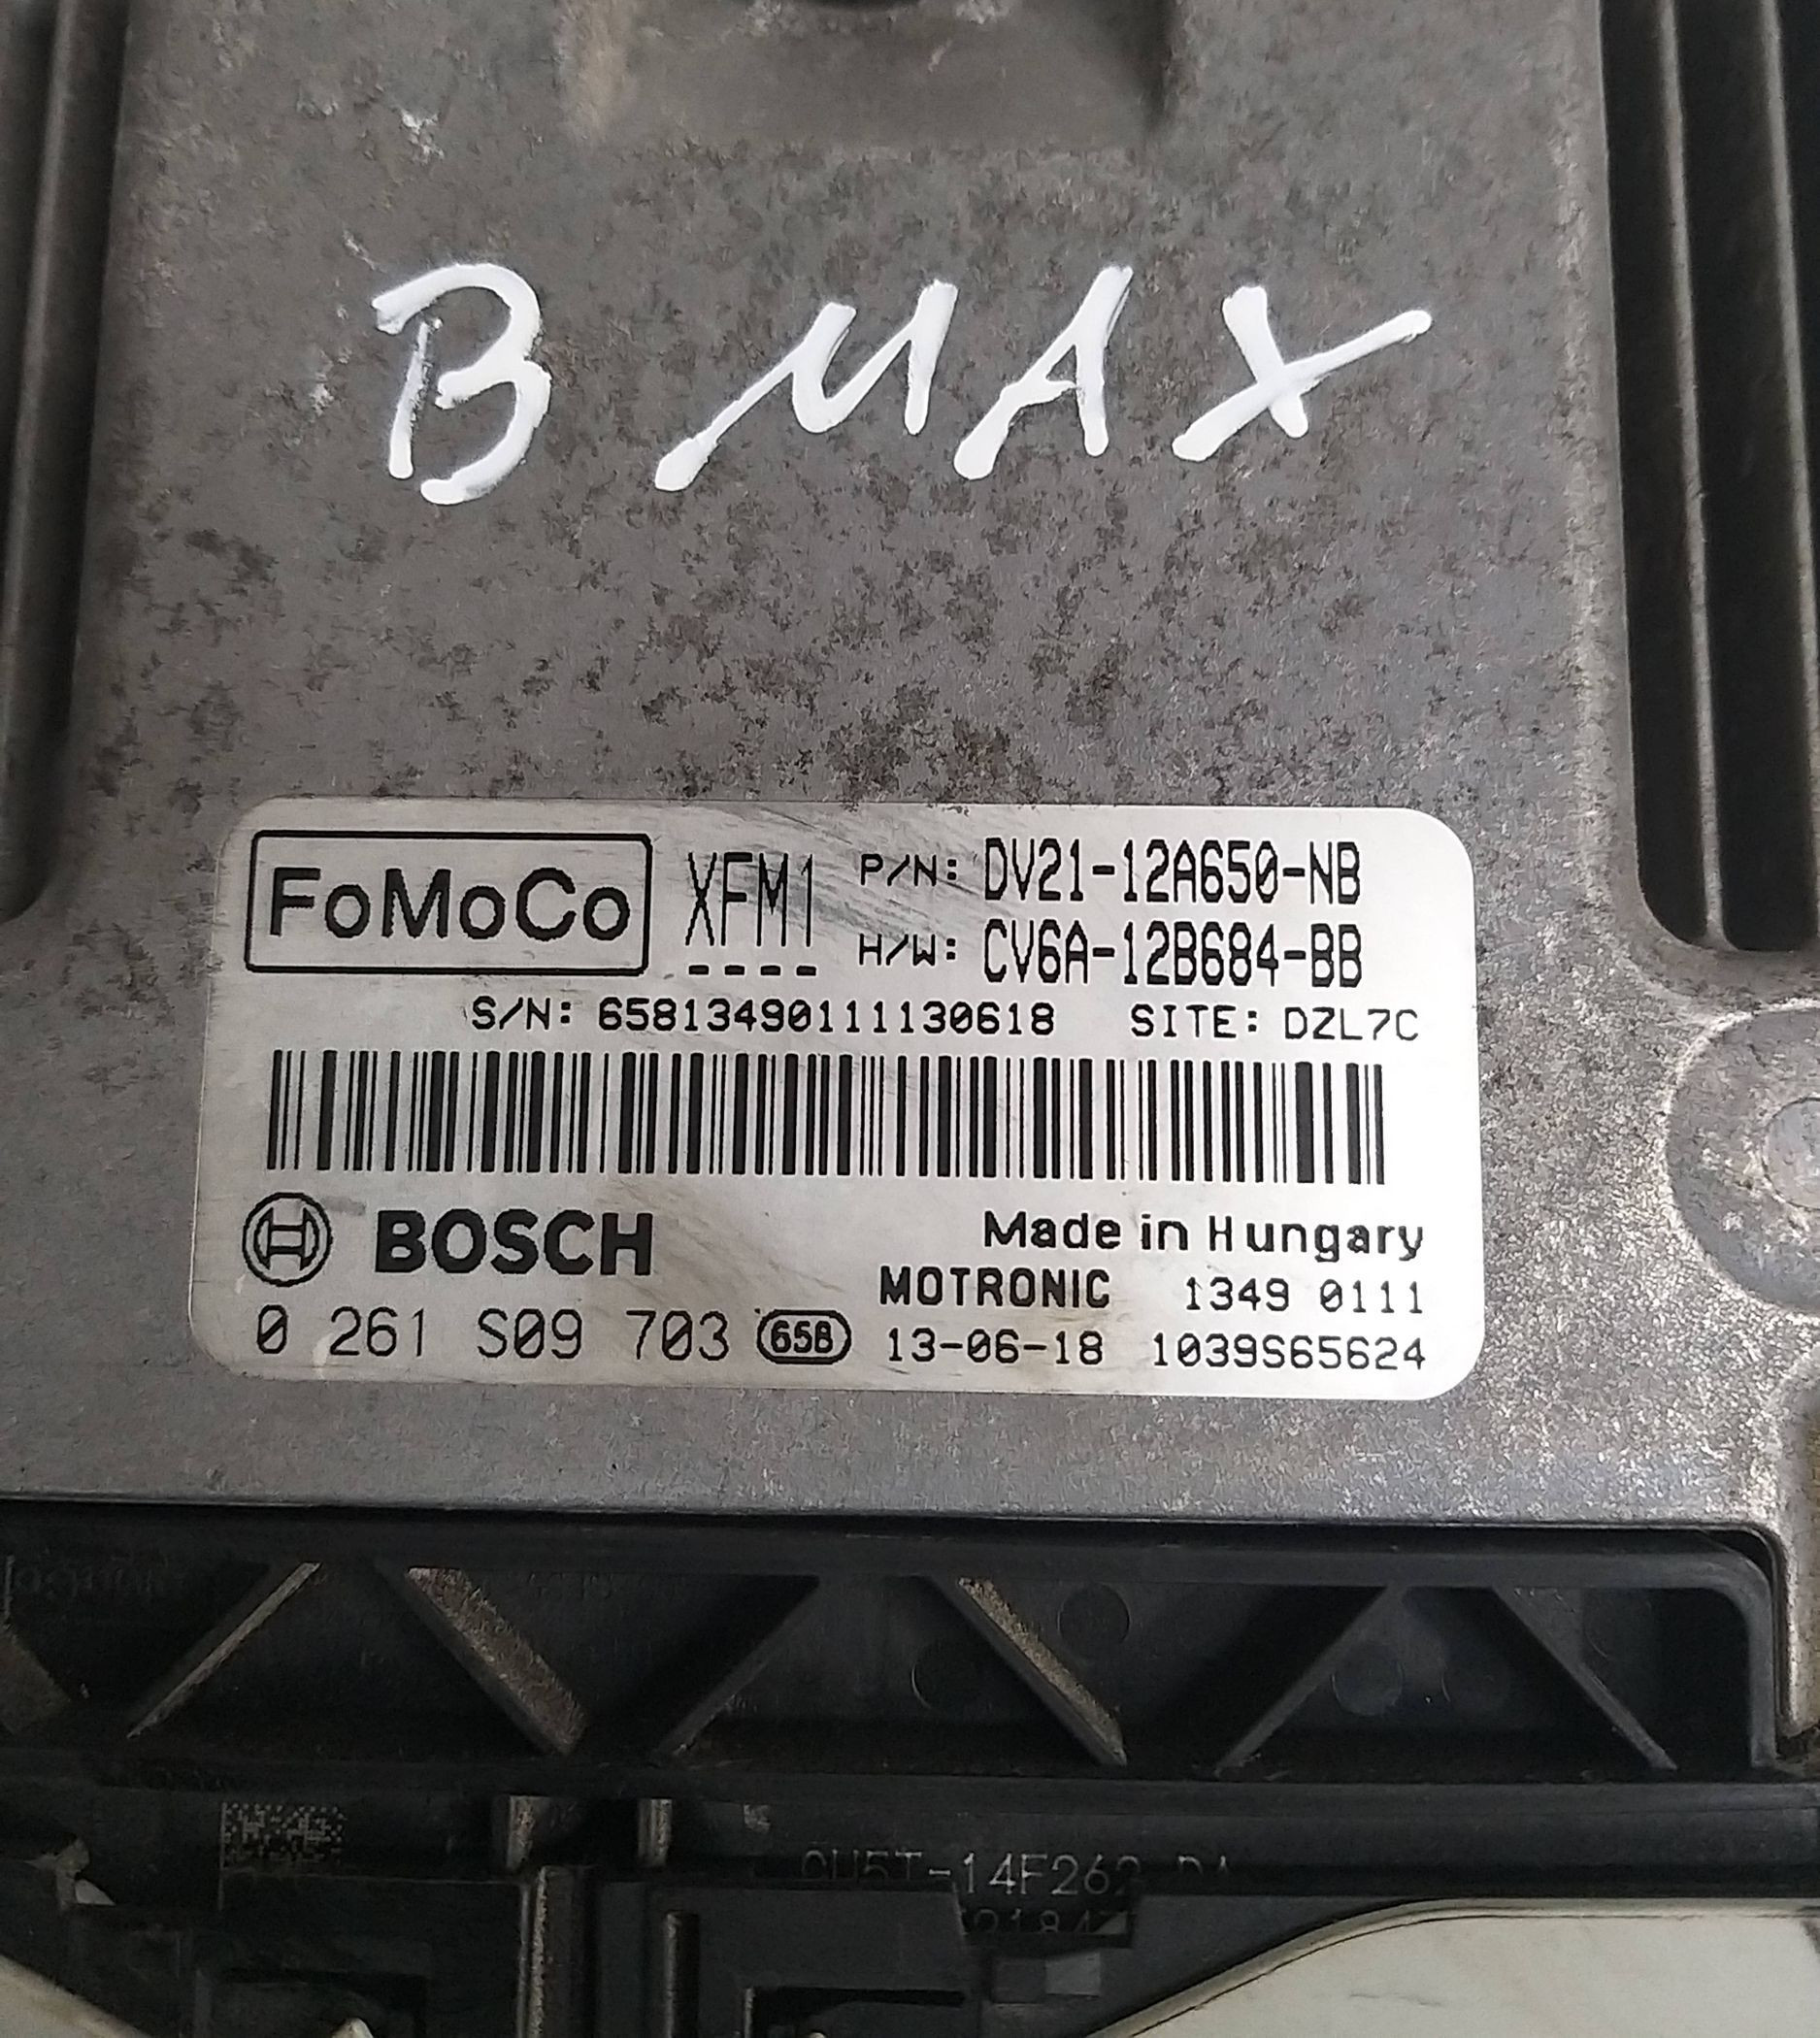 B MAX
FoMoCo XFM1 P/N: DV21-12A650-NB
---- H/W: CV6A-12B684-BB
S/N: 65813490111130618 SITE: DZL7C
BOSCH Made in Hungary
MOTRONIC 1349 0111
0 261 S09 703 65B 13-06-18 1039S65624